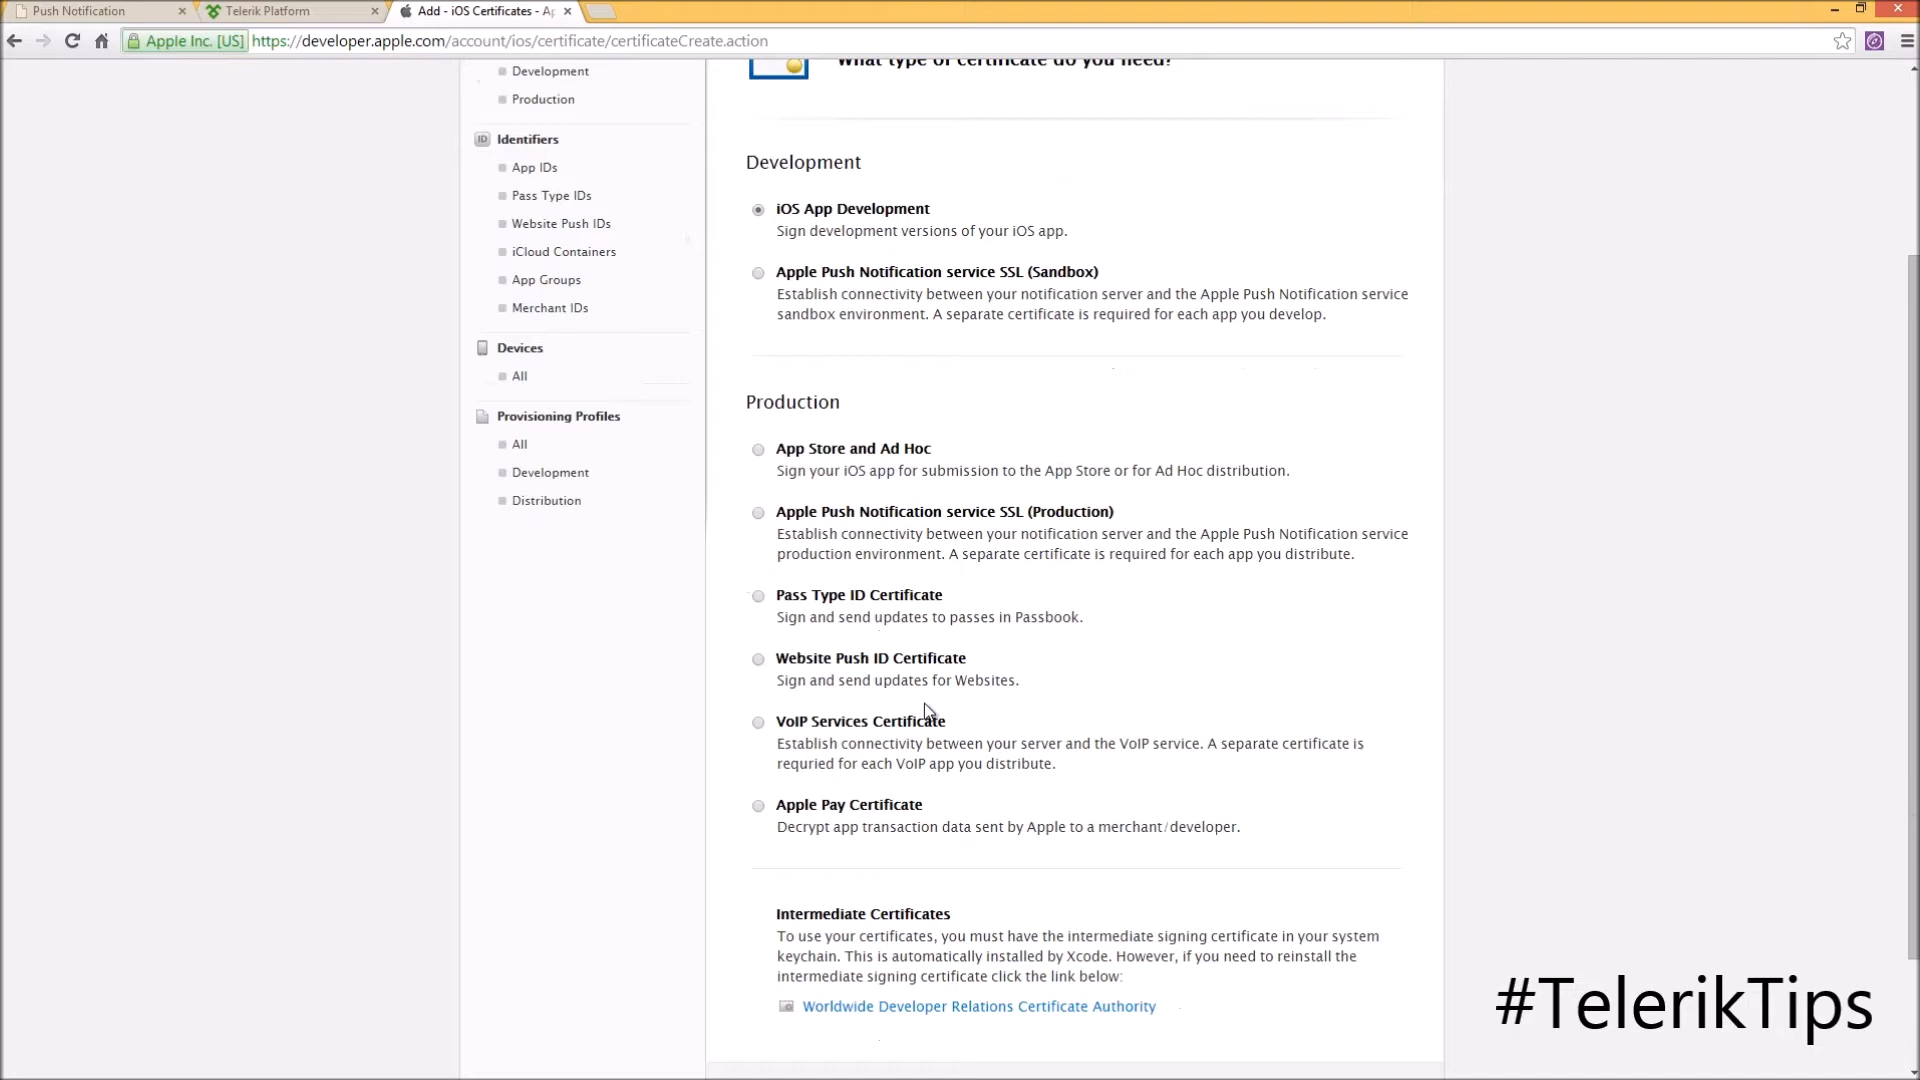 Push Notification
Telerik Platform
Add - iOS Certificates - Ap
Apple Inc. [US]
https://developer.apple.com/account/ios/certificate/certificateCreate.action
Development
Production
ID
Identifiers
App IDs
Pass Type IDs
Website Push IDs
iCloud Containers
App Groups
Merchant IDs
Devices
All
Provisioning Profiles
All
Development
Distribution
What type of certificate do you need?
Development
iOS App Development
Sign development versions of your iOS app.
Apple Push Notification service SSL (Sandbox)
Establish connectivity between your notification server and the Apple Push Notification service
sandbox environment. A separate certificate is required for each app you develop.
Production
App Store and Ad Hoc
Sign your iOS app for submission to the App Store or for Ad Hoc distribution.
Apple Push Notification service SSL (Production)
Establish connectivity between your notification server and the Apple Push Notification service
production environment. A separate certificate is required for each app you distribute.
Pass Type ID Certificate
Sign and send updates to passes in Passbook.
Website Push ID Certificate
Sign and send updates for Websites.
VoIP Services Certificate
Establish connectivity between your server and the VoIP service. A separate certificate is
requried for each VoIP app you distribute.
Apple Pay Certificate
Decrypt app transaction data sent by Apple to a merchant/developer.
Intermediate Certificates
To use your certificates, you must have the intermediate signing certificate in your system
keychain. This is automatically installed by Xcode. However, if you need to reinstall the
intermediate signing certificate click the link below:
Worldwide Developer Relations Certificate Authority
#TelerikTips